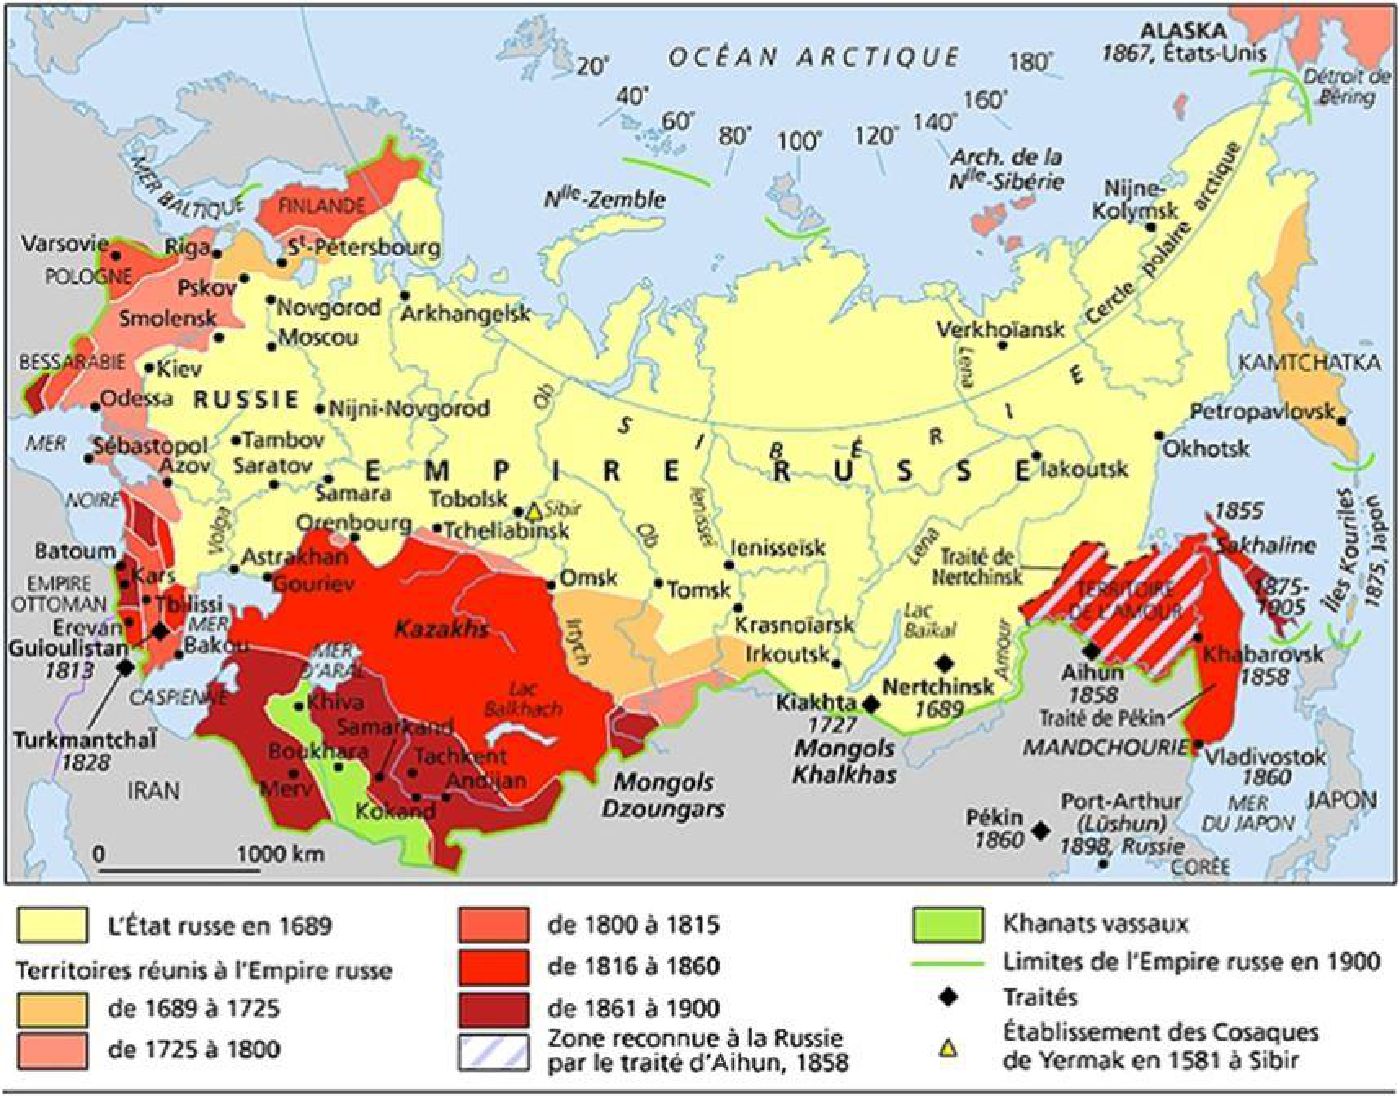 ALASKA
1867, États-Unis
OCÉAN ARCTIQUE
20°
40°
60°
80°
100°
120°
140°
160°
180°
Détroit de
Béring
Arch. de la
Nlle-Sibérie
Nlle-Zemble
Nijne-
Kolymsk
Cercle polaire arctique
MER BALTIQUE
FINLANDE
Varsovie
POLOGNE
Riga
St-Pétersbourg
Pskov
Novgorod
Arkhangelsk
Smolensk
Moscou
Verkhoïansk
Lena
BESSARABIE
Kiev
KAMTCHATKA
Odessa
RUSSIE
Nijni-Novgorod
Ob
SIBÉRIE
Petropavlovsk
Okhotsk
MER
NOIRE
Sébastopol
Tambov
Azov
Saratov
EMPIRE RUSSE
Iakoutsk
Samara
Tobolsk
Sibir
Ienisseï
Volga
Orenbourg
Tcheliabinsk
Ob
Lena
1855
Sakhaline
Îles Kouriles
1875, Japon
Batoum
Astrakhan
Ienisseïsk
Traité de
Nertchinsk
Kars
Gouriev
Omsk
Tomsk
TERRITOIRE
DE L'AMOUR
1875-
1905
EMPIRE
OTTOMAN
Tbilissi
Kazakhs
Irtych
Krasnoïarsk
Lac
Baïkal
Amour
Erevan
MER
CASPIENNE
Bakou
MER
D'ARAL
Irkoutsk
Khabarovsk
1858
Guioulistan
1813
Aihun
1858
Khiva
Lac
Balkhach
Kiakhta
1727
Nertchinsk
1689
Traité de Pékin
Turkmantchaï
1828
Samarkand
Boukhara
Tachkent
Mongols
Khalkhas
MANDCHOURIE
Vladivostok
1860
IRAN
Merv
Andijan
Kokand
Mongols
Dzoungars
Port-Arthur
(Lüshun)
1898, Russie
MER
DU JAPON
JAPON
Pékin
1860
CORÉE
0 1000 km
L'État russe en 1689
Territoires réunis à l'Empire russe
de 1689 à 1725
de 1725 à 1800
de 1800 à 1815
de 1816 à 1860
de 1861 à 1900
Zone reconnue à la Russie
par le traité d'Aihun, 1858
Khanats vassaux
Limites de l'Empire russe en 1900
Traités
Établissement des Cosaques
de Yermak en 1581 à Sibir